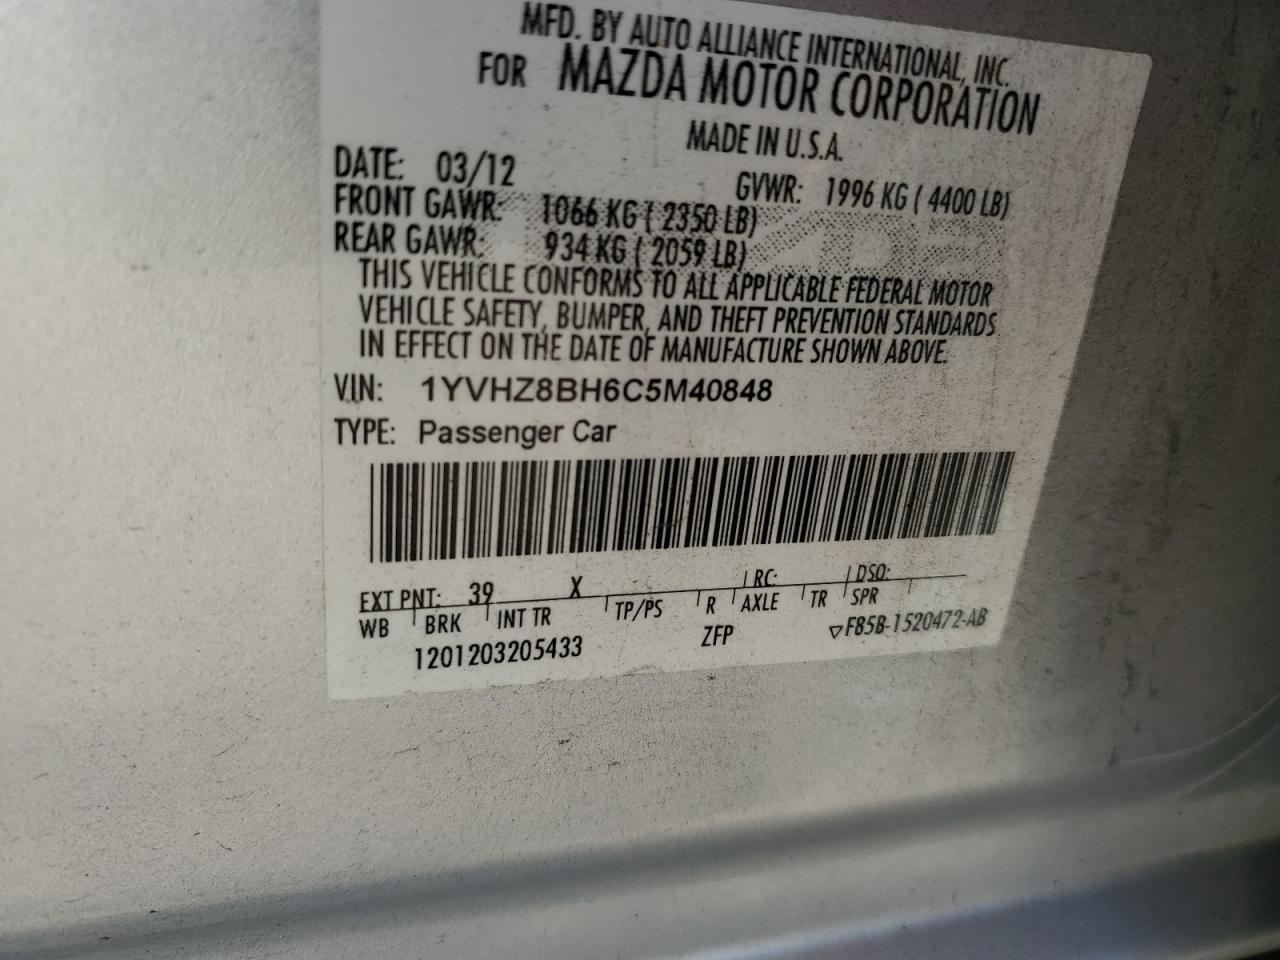 MFD. BY AUTO ALLIANCE INTERNATIONAL, INC.
FOR MAZDA MOTOR CORPORATION
MADE IN U.S.A.
DATE: 03/12 GVWR: 1996 KG ( 4400 LB)
FRONT GAWR: 1066 KG ( 2350 LB)
REAR GAWR: 934 KG ( 2059 LB)
THIS VEHICLE CONFORMS TO ALL APPLICABLE FEDERAL MOTOR
VEHICLE SAFETY, BUMPER, AND THEFT PREVENTION STANDARDS
IN EFFECT ON THE DATE OF MANUFACTURE SHOWN ABOVE.
VIN: 1YVHZ8BH6C5M40848
TYPE: Passenger Car
EXT PNT: 39 X RC: DSO:
WB BRK INT TR TP/PS R AXLE TR SPR
1201203205433 ZFP ▽F85B-1520472-AB